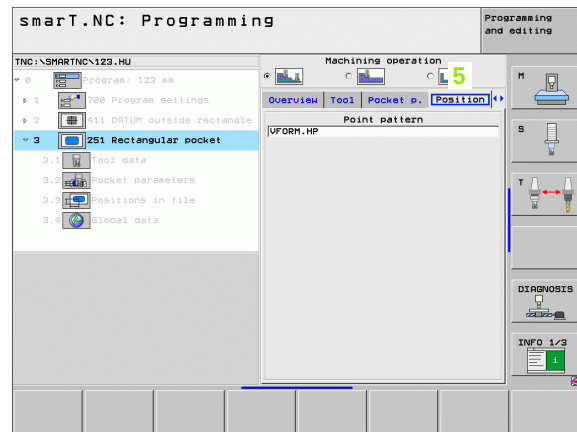 smarT.NC: Programming
Programming
and editing
TNC:\SMARTNC\123.HU
0 Program: 123 mm
1 700 Program settings
2 411 DATUM outside rectangle
3 251 Rectangular pocket
3.1 Tool data
3.2 Pocket parameters
3.3 Positions in file
3.4 Global data
Machining operation
5
Overview Tool Pocket p. Position
Point pattern
VFORM.HP
M
S
T
DIAGNOSIS
INFO 1/3
i